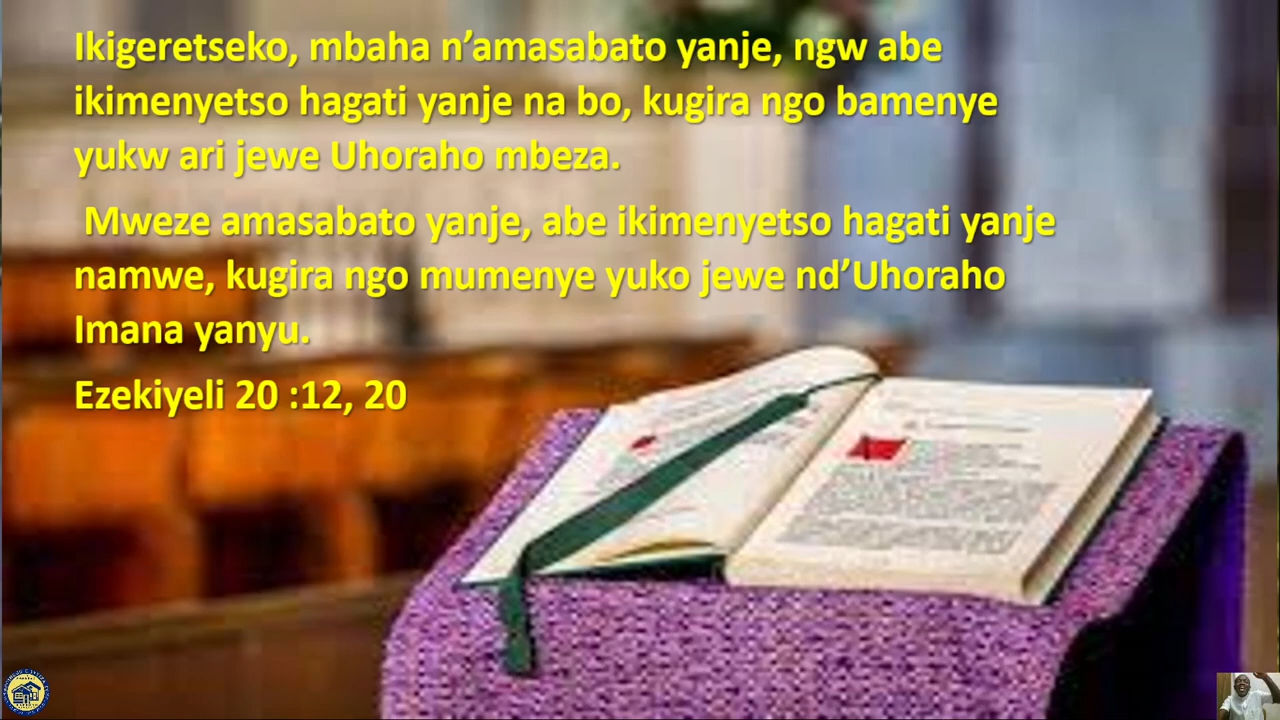 Ikigeretseko, mbaha n’amasabato yanje, ngw abe
ikimenyetso hagati yanje na bo, kugira ngo bamenye
yukw ari jewe Uhoraho mbeza.
Mweze amasabato yanje, abe ikimenyetso hagati yanje
namwe, kugira ngo mumenye yuko jewe nd’Uhoraho
Imana yanyu.
Ezekiyeli 20 :12, 20